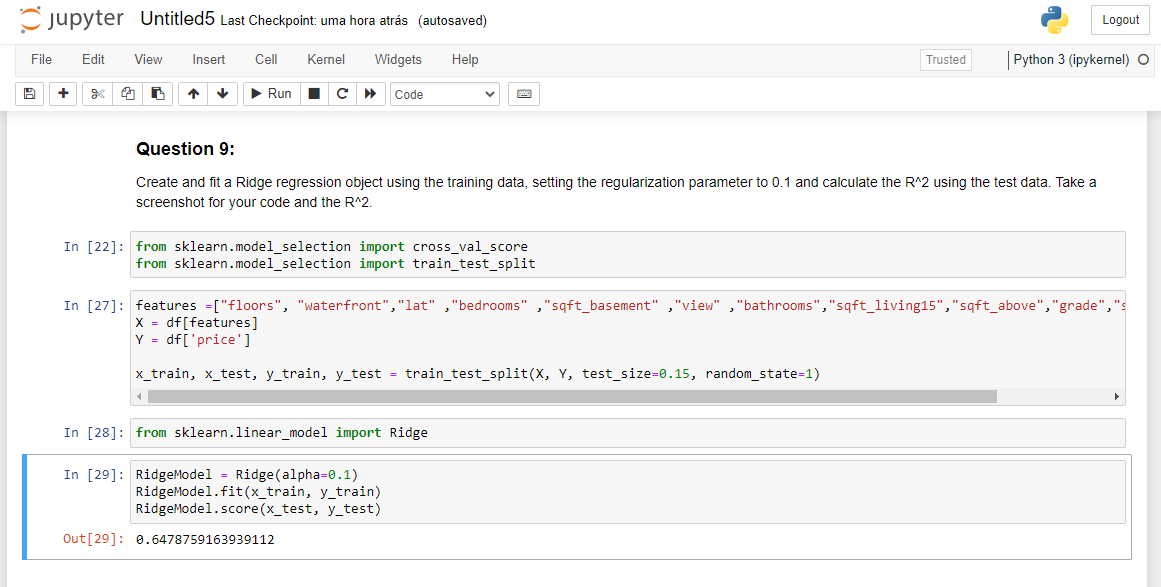 jupyter Untitled5 Last Checkpoint: uma hora atrás (autosaved) Logout
File Edit View Insert Cell Kernel Widgets Help Trusted Python 3 (ipykernel)
Run Code
Question 9:
Create and fit a Ridge regression object using the training data, setting the regularization parameter to 0.1 and calculate the R^2 using the test data. Take a
screenshot for your code and the R^2.
In [22]: from sklearn.model_selection import cross_val_score
from sklearn.model_selection import train_test_split
In [27]: features =["floors", "waterfront","lat" ,"bedrooms" ,"sqft_basement" ,"view" ,"bathrooms","sqft_living15","sqft_above","grade","s
X = df[features]
Y = df['price']
x_train, x_test, y_train, y_test = train_test_split(X, Y, test_size=0.15, random_state=1)
In [28]: from sklearn.linear_model import Ridge
In [29]: RidgeModel = Ridge(alpha=0.1)
RidgeModel.fit(x_train, y_train)
RidgeModel.score(x_test, y_test)
Out[29]: 0.6478759163939112